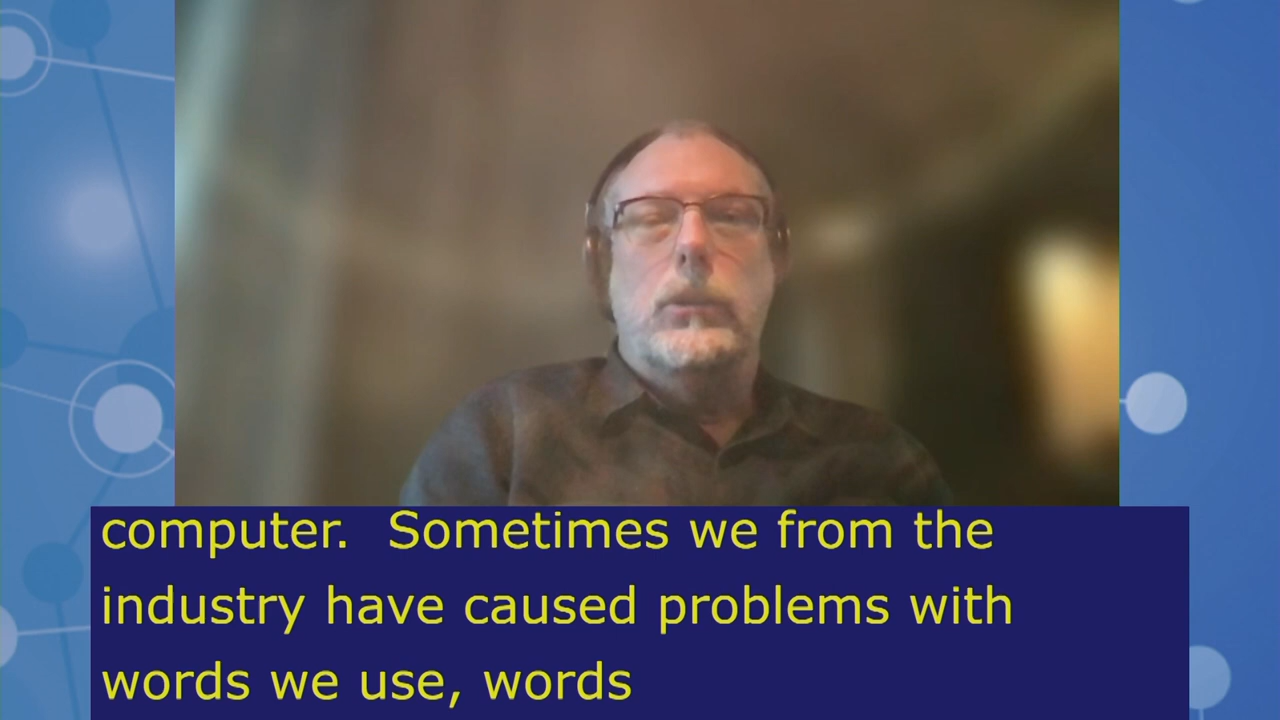 computer.  Sometimes we from the
industry have caused problems with
words we use, words